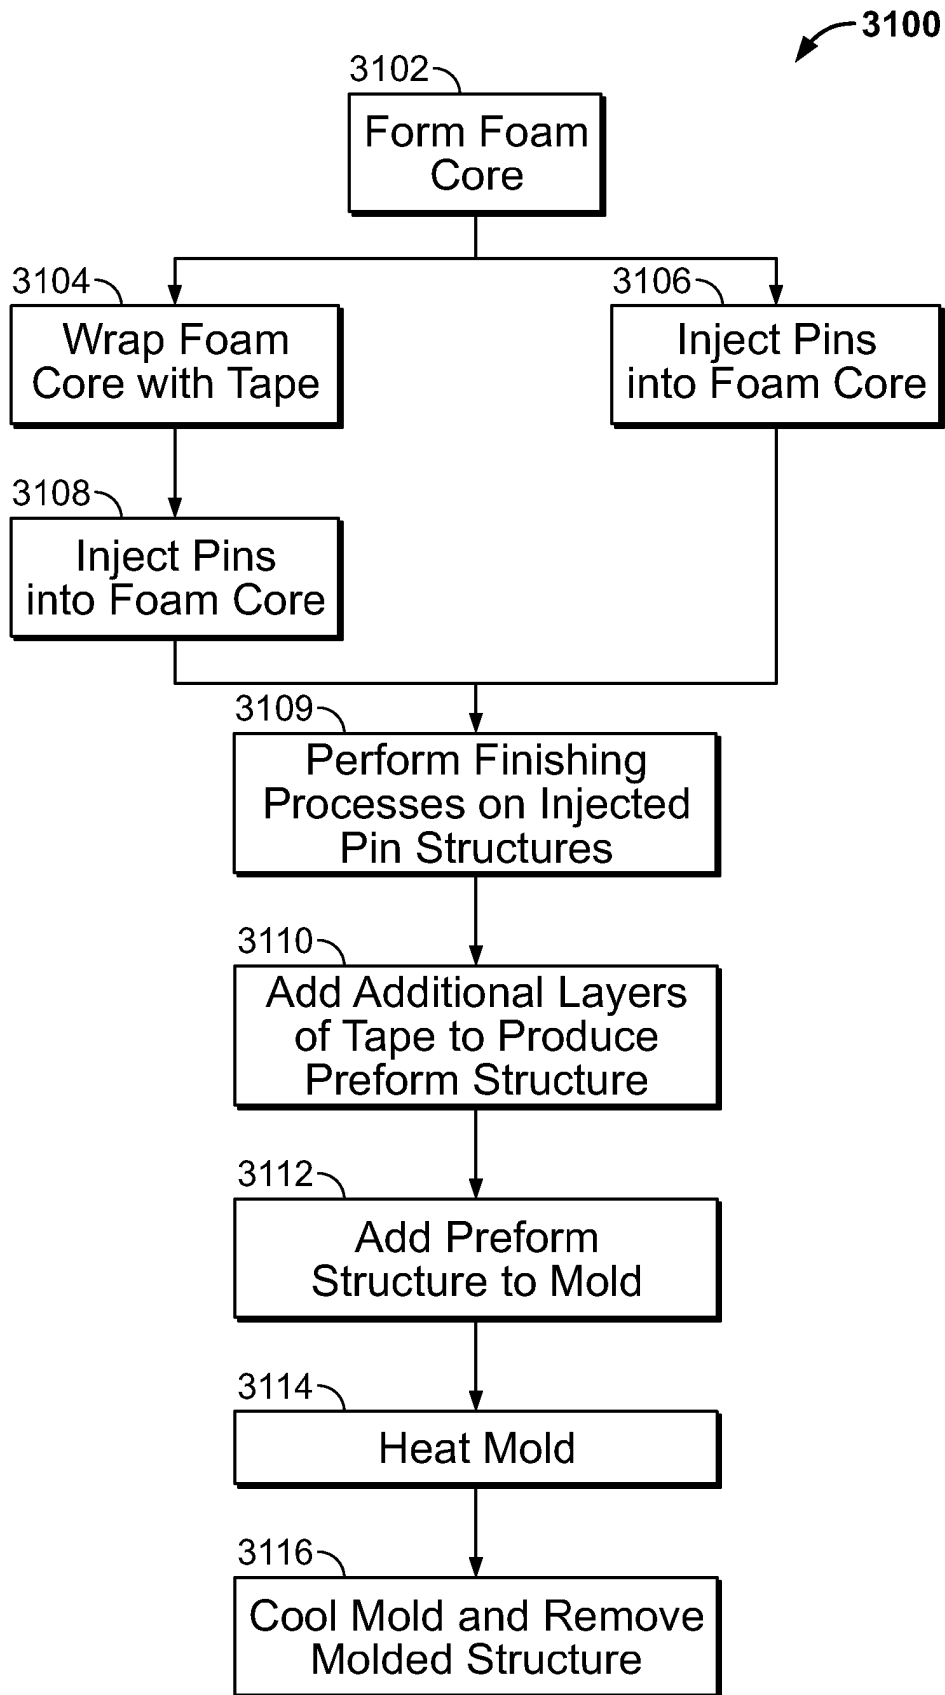 3100
3102
Form Foam
Core
3104
Wrap Foam
Core with Tape
3106
Inject Pins
into Foam Core
3108
Inject Pins
into Foam Core
3109
Perform Finishing
Processes on Injected
Pin Structures
3110
Add Additional Layers
of Tape to Produce
Preform Structure
3112
Add Preform
Structure to Mold
3114
Heat Mold
3116
Cool Mold and Remove
Molded Structure